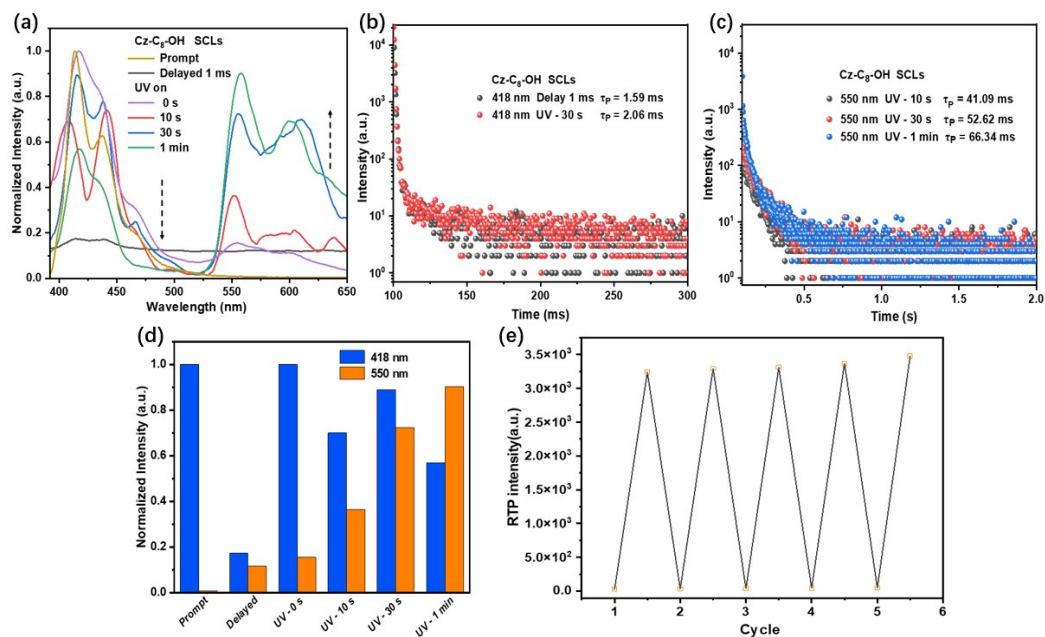 (a)
Normalized Intensity (a.u.)
1.0
0.8
0.6
0.4
0.2
0.0
Cz-C₈-OH SCLs
Prompt
Delayed 1 ms
UV on
0 s
10 s
30 s
1 min
400
450
500
550
600
650
Wavelength (nm)
(b)
Intensity (a.u.)
10⁴
10³
10²
10¹
10⁰
Cz-C₈-OH SCLs
418 nm Delay 1 ms τP = 1.59 ms
418 nm UV - 30 s τP = 2.06 ms
100
150
200
250
300
Time (ms)
(c)
Intensity (a.u.)
10⁴
10³
10²
10¹
10⁰
Cz-C₈-OH SCLs
550 nm UV - 10 s τP = 41.09 ms
550 nm UV - 30 s τP = 52.62 ms
550 nm UV - 1 min τP = 66.34 ms
0.5
1.0
1.5
2.0
Time (s)
(d)
Normalized Intensity (a.u.)
1.0
0.8
0.6
0.4
0.2
0.0
418 nm
550 nm
Prompt
Delayed
UV - 0 s
UV - 10 s
UV - 30 s
UV - 1 min
(e)
RTP intensity(a.u.)
3.5×10³
3.0×10³
2.5×10³
2.0×10³
1.5×10³
1.0×10³
5.0×10²
0.0
1
2
3
4
5
6
Cycle